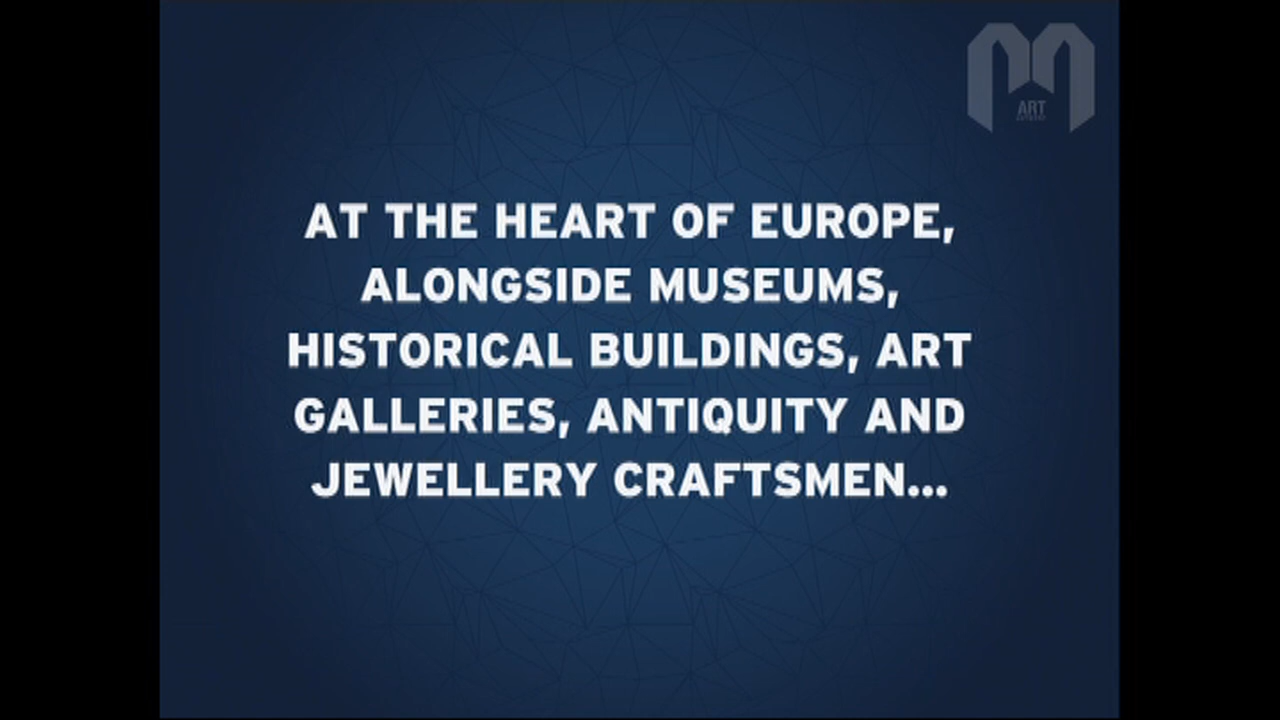 ART
AT THE HEART OF EUROPE,
ALONGSIDE MUSEUMS,
HISTORICAL BUILDINGS, ART
GALLERIES, ANTIQUITY AND
JEWELLERY CRAFTSMEN...